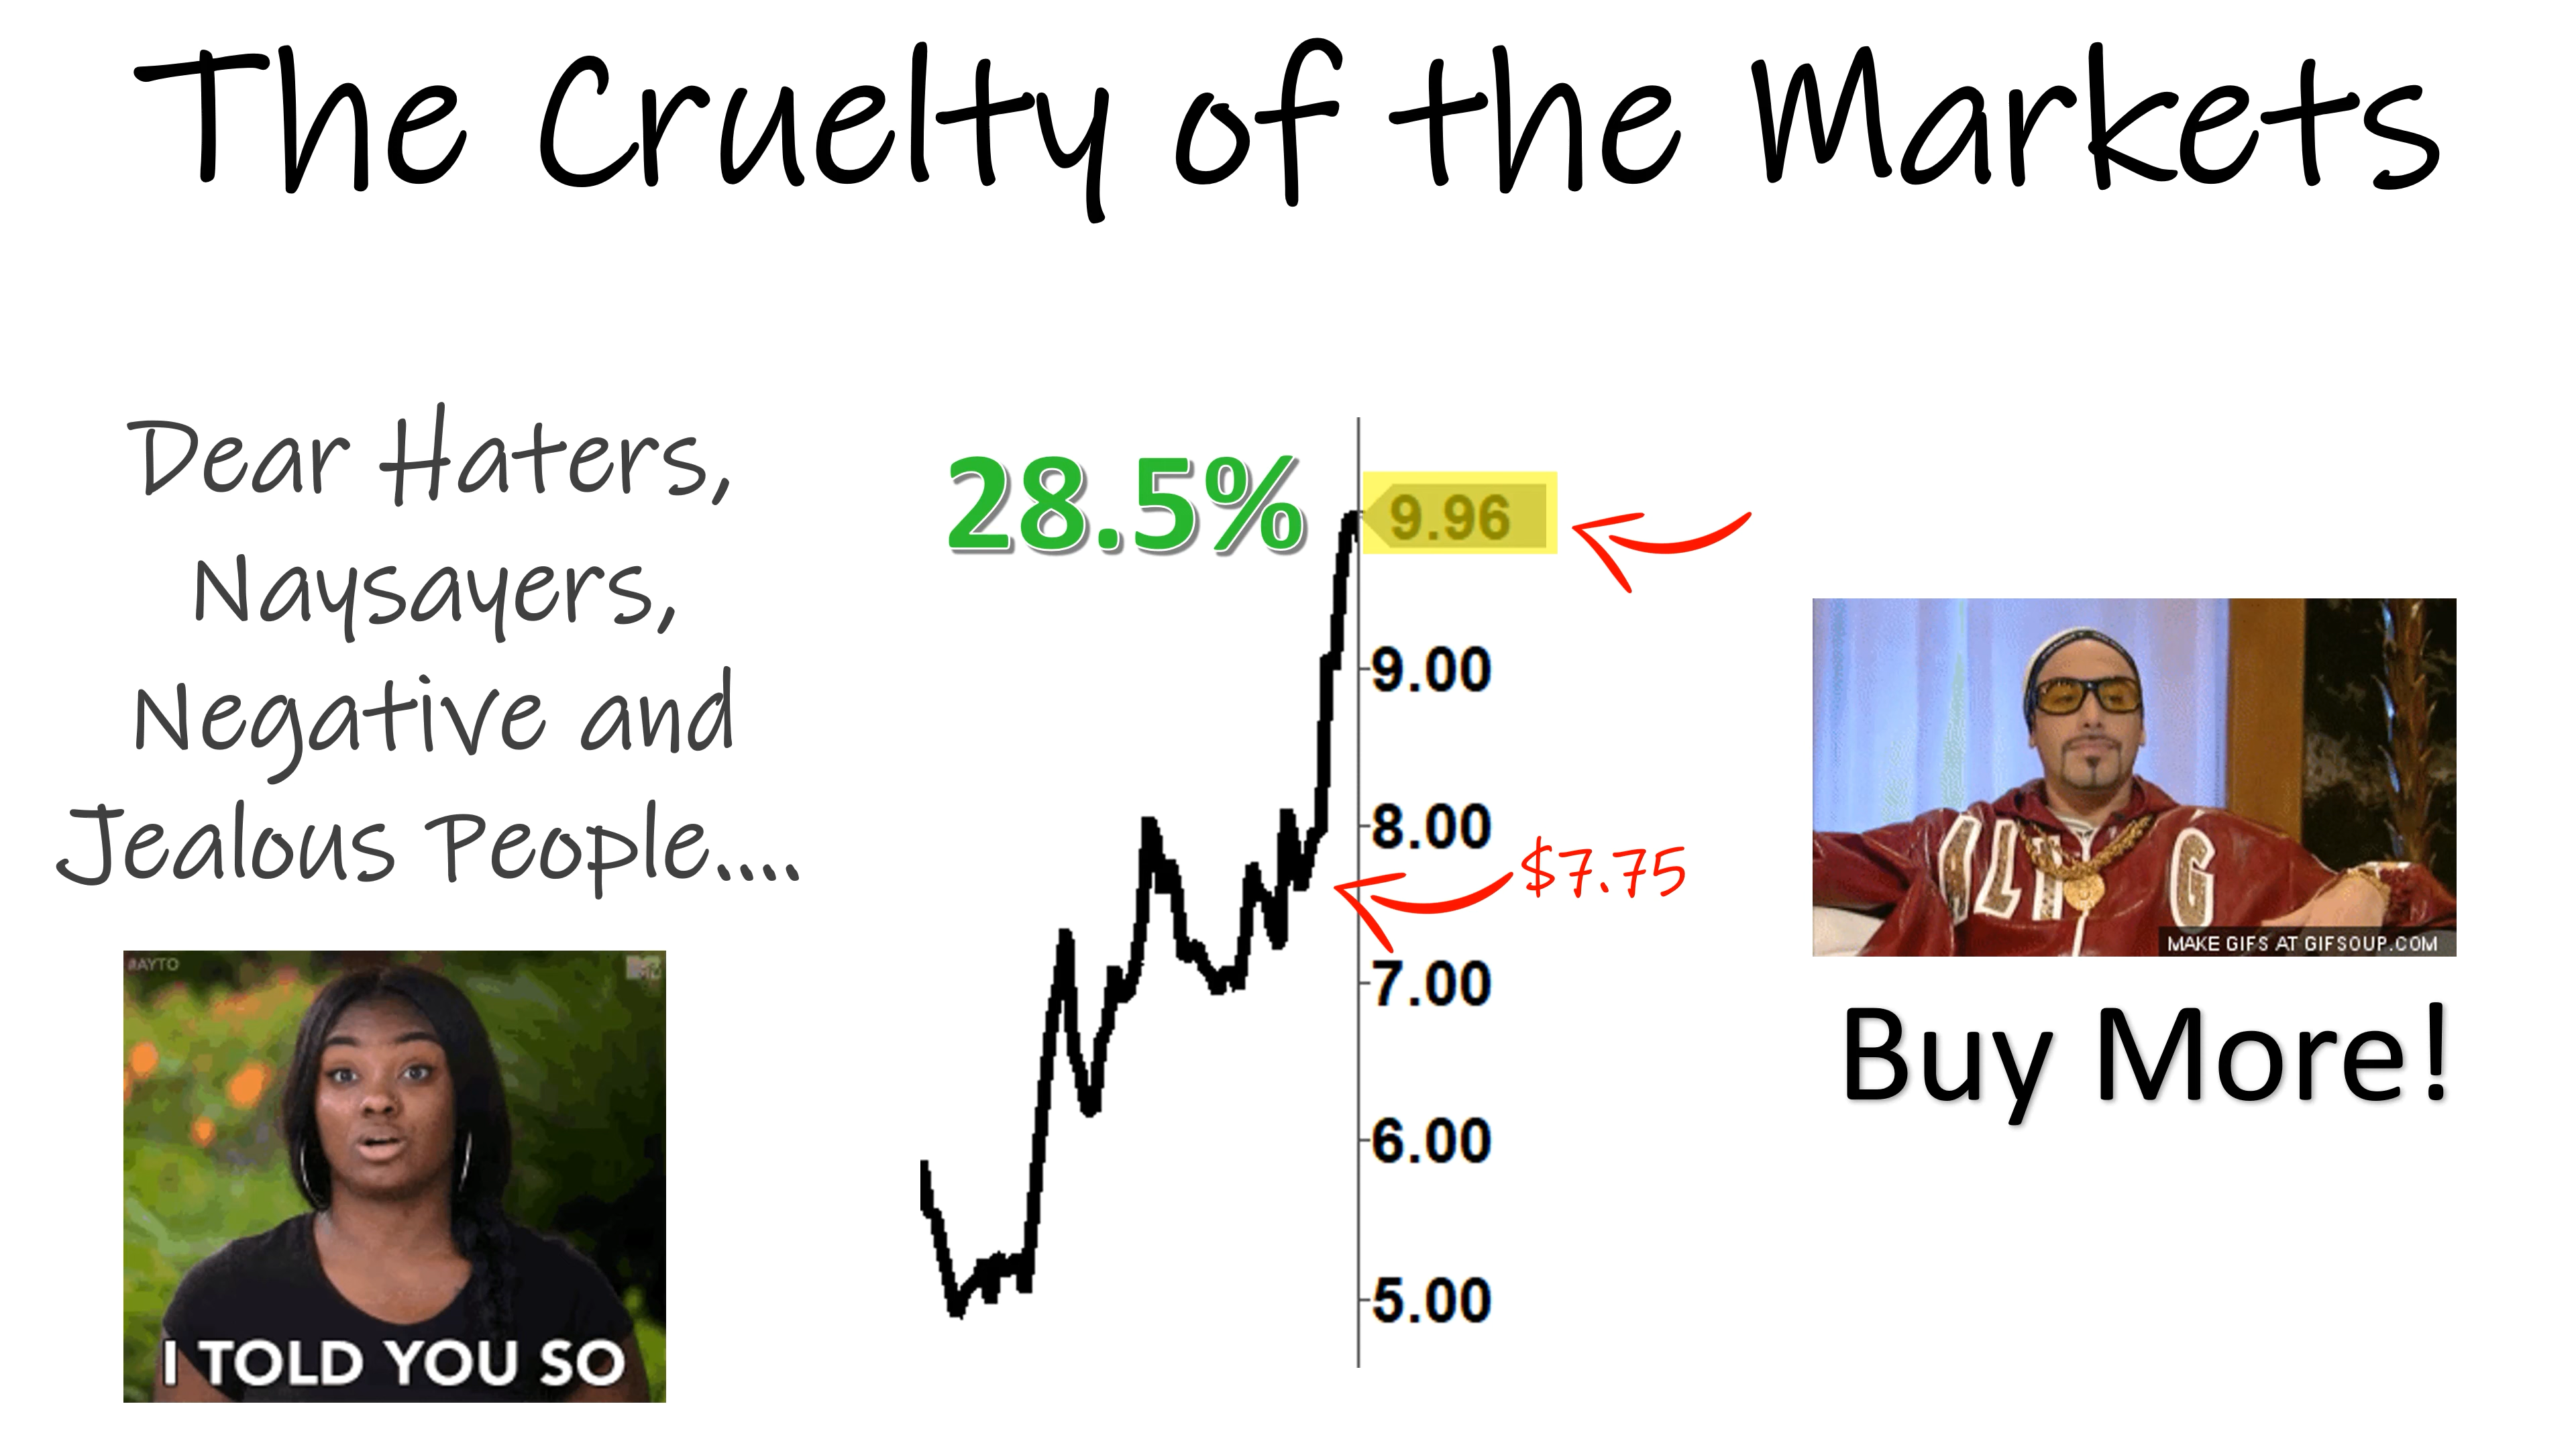 The Cruelty of the Markets
Dear Haters,
Naysayers,
Negative and
Jealous People....
#AYTO
I TOLD YOU SO
28.5%
9.96
9.00
8.00
$7.75
7.00
6.00
5.00
ALI G
MAKE GIFS AT GIFSOUP.COM
Buy More!